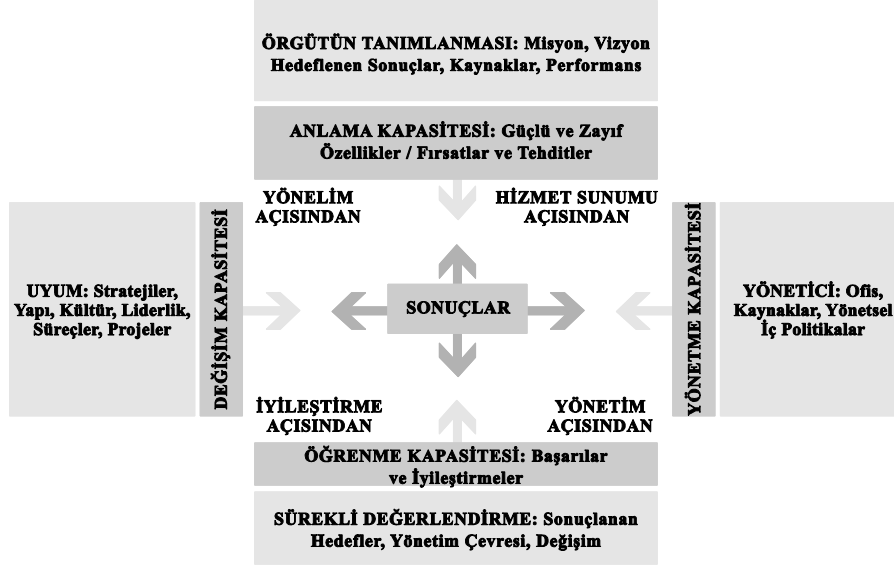 ÖRGÜTÜN TANIMLANMASI: Misyon, Vizyon
Hedeflenen Sonuçlar, Kaynaklar, Performans
ANLAMA KAPASİTESİ: Güçlü ve Zayıf
Özellikler / Fırsatlar ve Tehditler
YÖNELİM
AÇISINDAN
HİZMET SUNUMU
AÇISINDAN
UYUM: Stratejiler,
Yapı, Kültür, Liderlik,
Süreçler, Projeler
DEĞİŞİM KAPASİTESİ
SONUÇLAR
YÖNETME KAPASİTESİ
YÖNETİCİ: Ofis,
Kaynaklar, Yönetsel
İç Politikalar
İYİLEŞTİRME
AÇISINDAN
YÖNETİM
AÇISINDAN
ÖĞRENME KAPASİTESİ: Başarılar
ve İyileştirmeler
SÜREKLİ DEĞERLENDİRME: Sonuçlanan
Hedefler, Yönetim Çevresi, Değişim